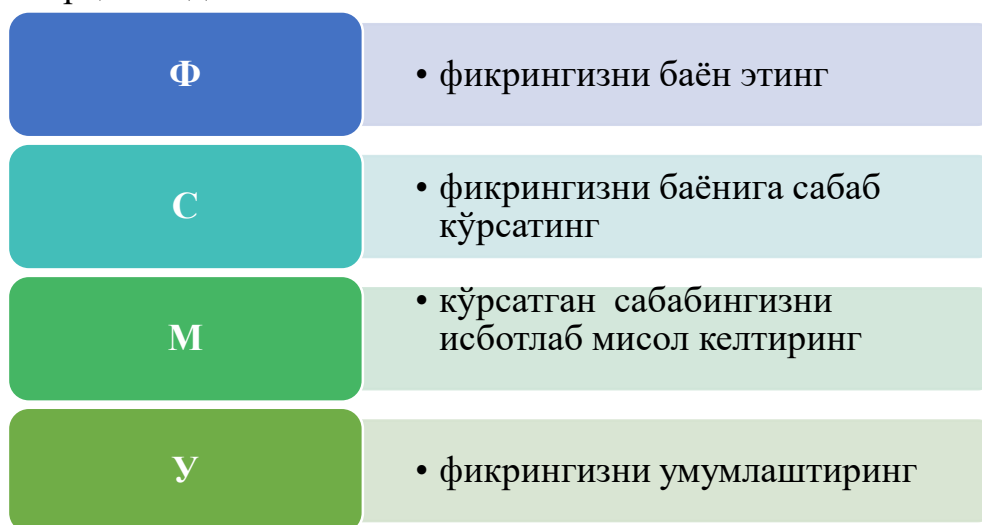 Ф
• фикрингизни баён этинг
С
• фикрингизни баёнига сабаб
кўрсатинг
М
• кўрсатган сабабингизни
исботлаб мисол келтиринг
У
• фикрингизни умумлаштиринг